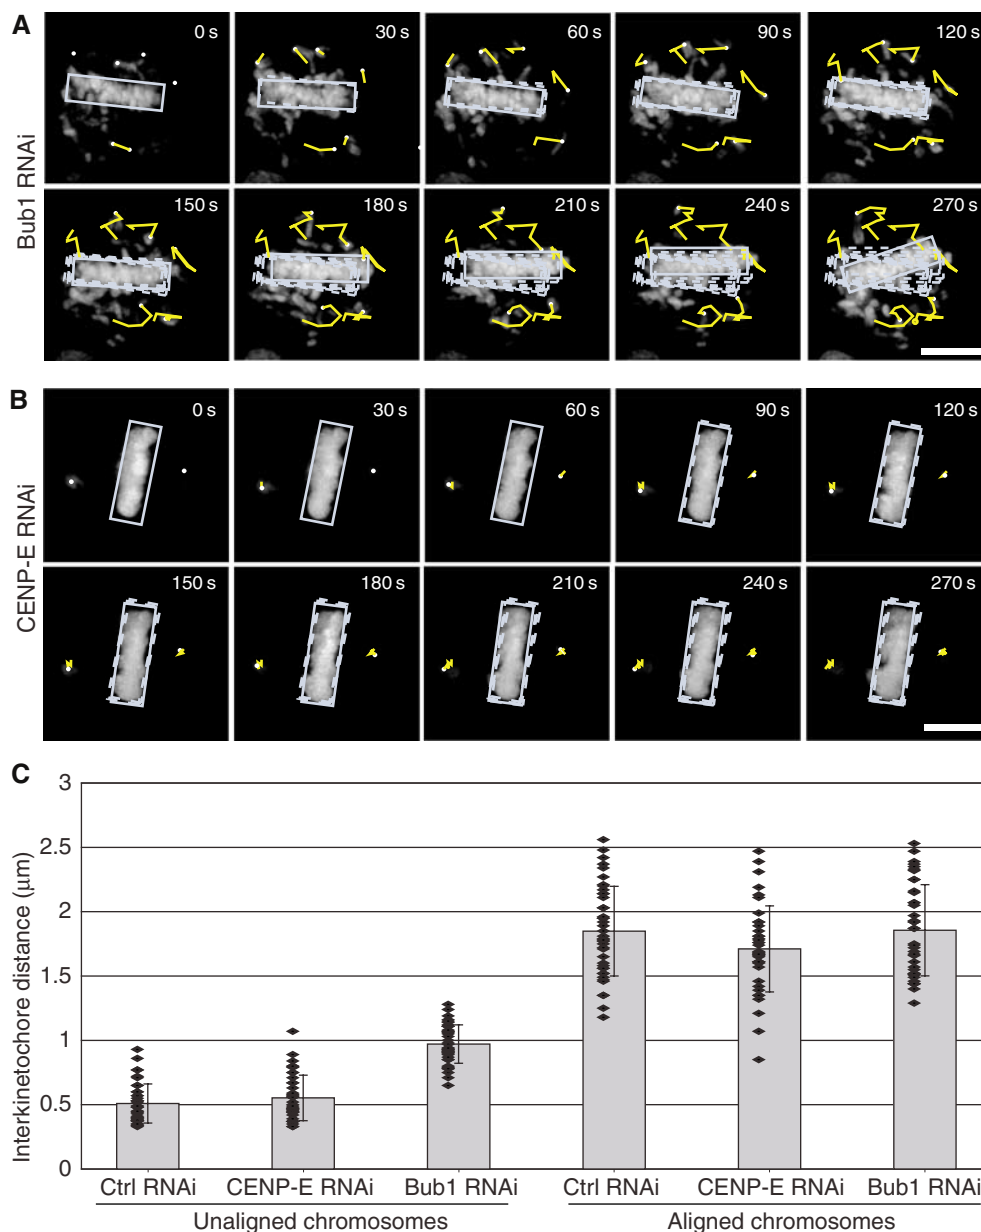 A
Bub1 RNAi
0 s
30 s
60 s
90 s
120 s
150 s
180 s
210 s
240 s
270 s
B
CENP-E RNAi
0 s
30 s
60 s
90 s
120 s
150 s
180 s
210 s
240 s
270 s
C
Interkinetochore distance (μm)
3
2.5
2
1.5
1
0.5
0
Ctrl RNAi
CENP-E RNAi
Bub1 RNAi
Ctrl RNAi
CENP-E RNAi
Bub1 RNAi
Unaligned chromosomes
Aligned chromosomes